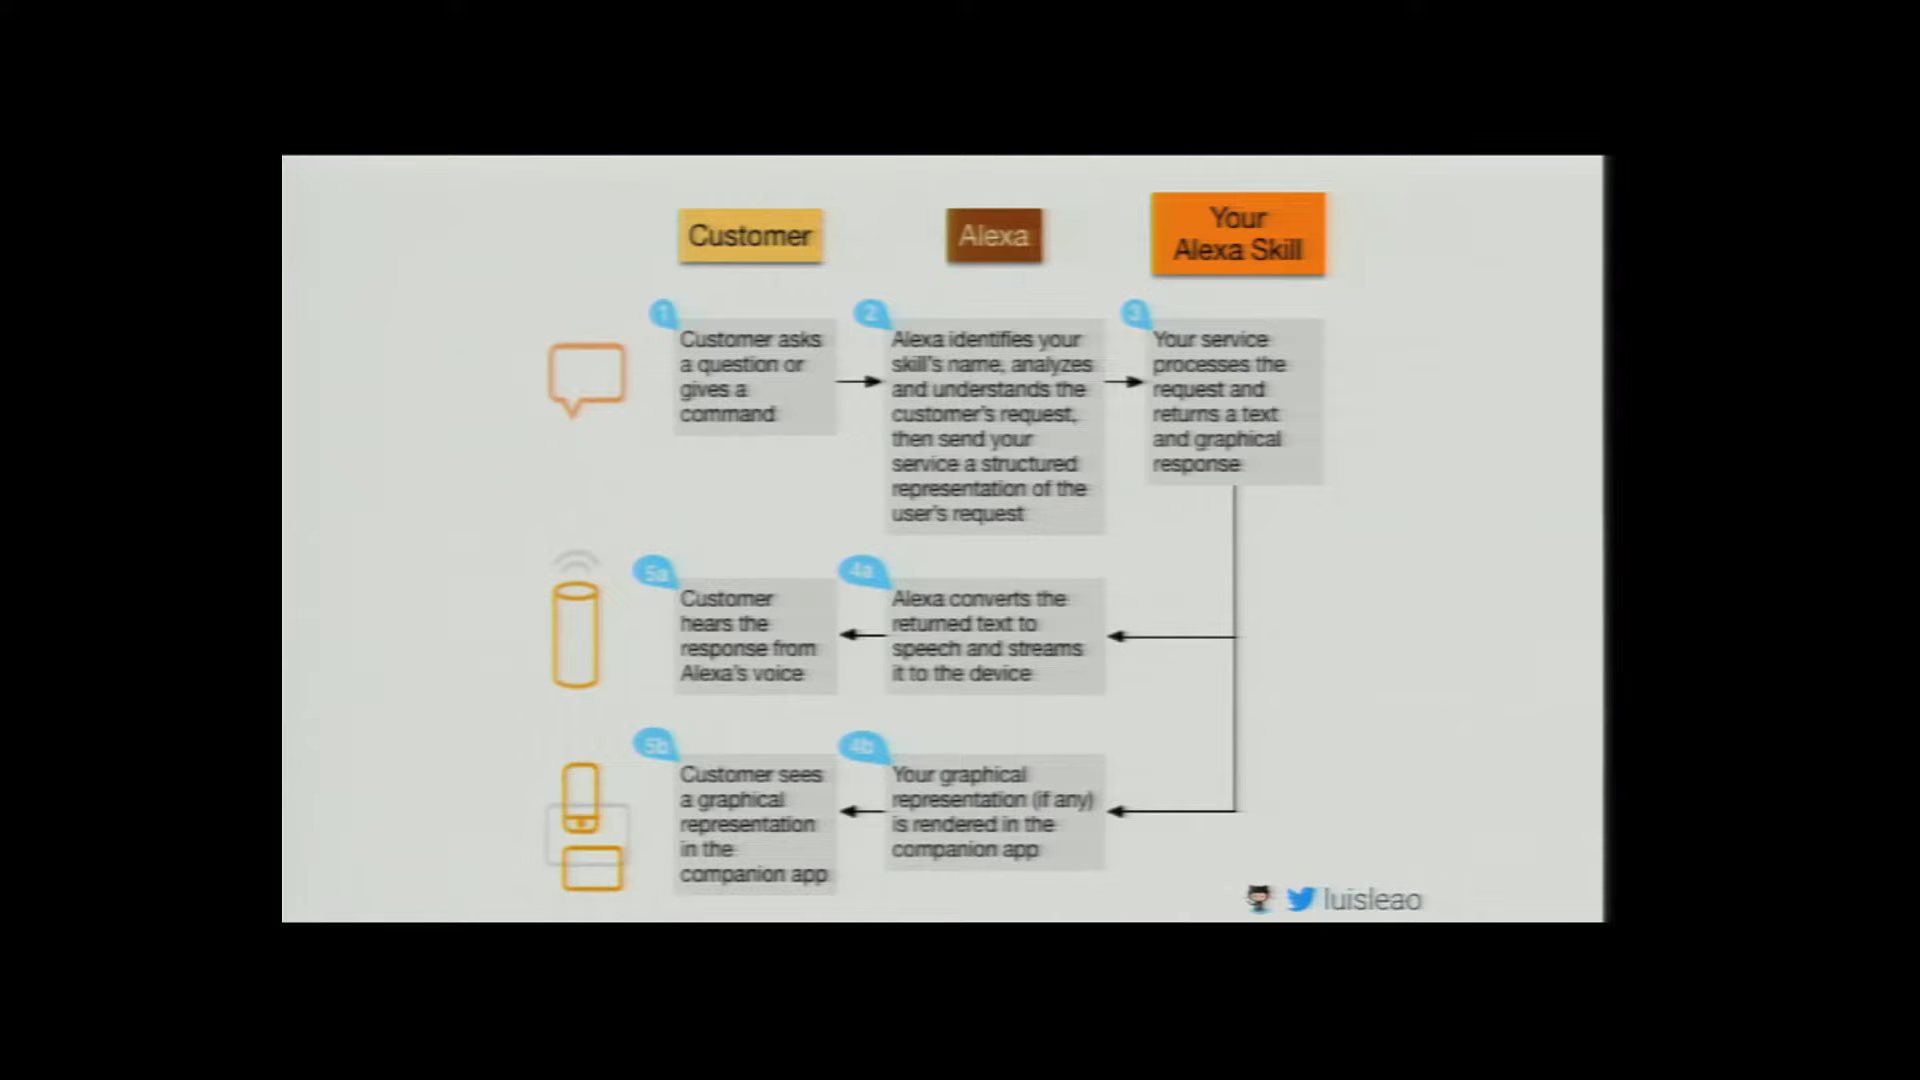 Customer
Alexa
Your
Alexa Skill
1
Customer asks
a question or
gives a
command
2
Alexa identifies your
skill's name, analyzes
and understands the
customer's request,
then send your
service a structured
representation of the
user's request
3
Your service
processes the
request and
returns a text
and graphical
response
5a
Customer
hears the
response from
Alexa's voice
4a
Alexa converts the
returned text to
speech and streams
it to the device
5b
Customer sees
a graphical
representation
in the
companion app
4b
Your graphical
representation (if any)
is rendered in the
companion app
luisleao